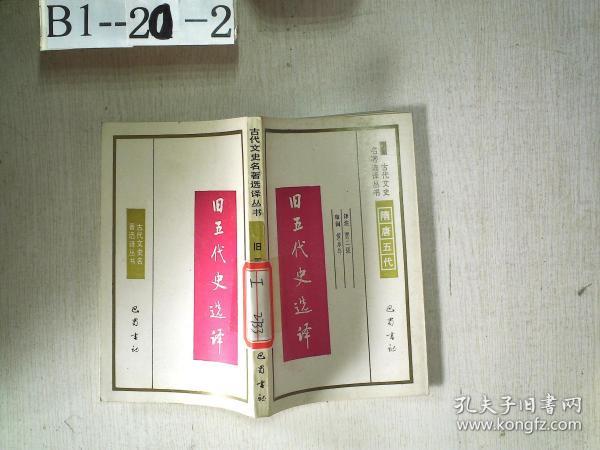 B1--20-2
古代文史名
著选译丛书
旧五代史选译
巴蜀书社
古代文史名著选译丛书
旧
I
2133
巴蜀书社
古代文史
名著选译丛书
隋唐五代
旧五代史选译
巴蜀书社
孔夫子旧书网
www.kongfz.com